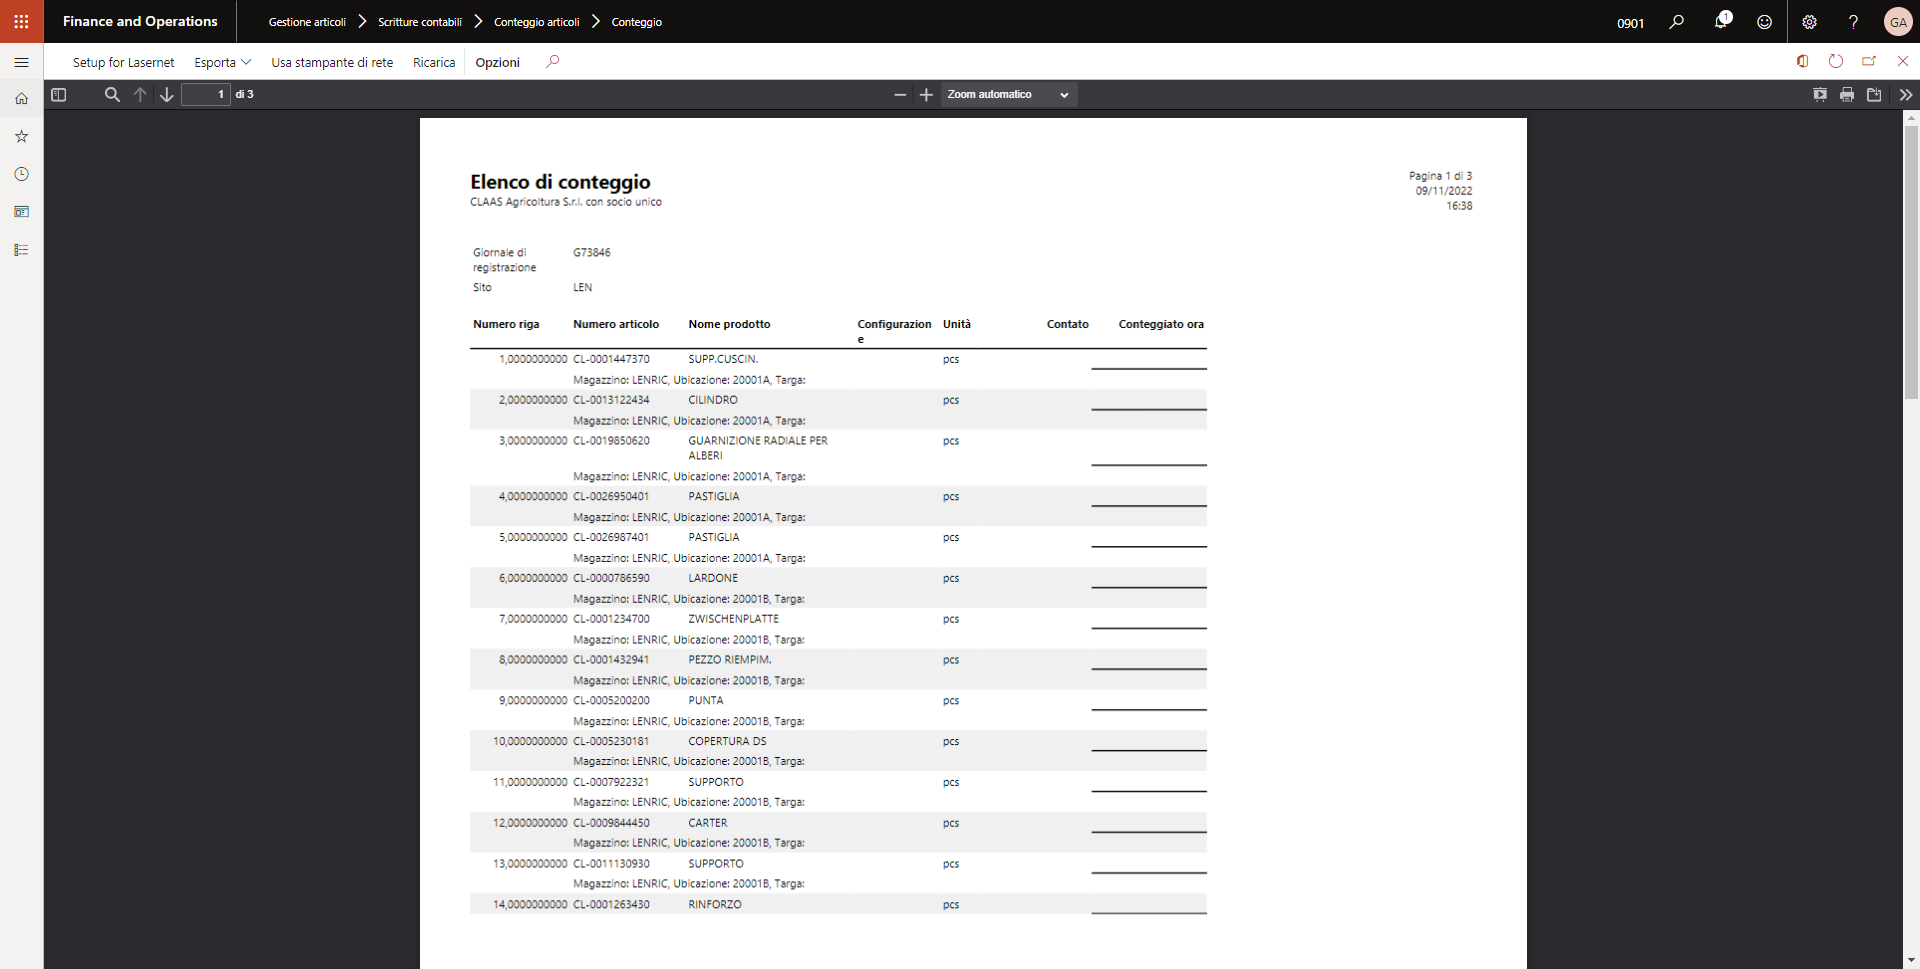 Finance and Operations
Gestione articoli > Scritture contabili > Conteggio articoli > Conteggio
0901
1
?
GA
Setup for Lasernet Esporta Usa stampante di rete Ricarica Opzioni
1 di 3
Zoom automatico
Elenco di conteggio
CLAAS Agricoltura S.r.l. con socio unico
Pagina 1 di 3
09/11/2022
16:38
Giornale di registrazione G73846
Sito LEN
Numero riga Numero articolo Nome prodotto Configurazione Unità Contato Conteggiato ora
1,0000000000 CL-0001447370 SUPP.CUSCIN. pcs
Magazzino: LENRIC, Ubicazione: 20001A, Targa:
2,0000000000 CL-0013122434 CILINDRO pcs
Magazzino: LENRIC, Ubicazione: 20001A, Targa:
3,0000000000 CL-0019850620 GUARNIZIONE RADIALE PER ALBERI pcs
Magazzino: LENRIC, Ubicazione: 20001A, Targa:
4,0000000000 CL-0026950401 PASTIGLIA pcs
Magazzino: LENRIC, Ubicazione: 20001A, Targa:
5,0000000000 CL-0026987401 PASTIGLIA pcs
Magazzino: LENRIC, Ubicazione: 20001A, Targa:
6,0000000000 CL-0000786590 LARDONE pcs
Magazzino: LENRIC, Ubicazione: 20001B, Targa:
7,0000000000 CL-0001234700 ZWISCHENPLATTE pcs
Magazzino: LENRIC, Ubicazione: 20001B, Targa:
8,0000000000 CL-0001432941 PEZZO RIEMPIM. pcs
Magazzino: LENRIC, Ubicazione: 20001B, Targa:
9,0000000000 CL-0005200200 PUNTA pcs
Magazzino: LENRIC, Ubicazione: 20001B, Targa:
10,0000000000 CL-0005230181 COPERTURA DS pcs
Magazzino: LENRIC, Ubicazione: 20001B, Targa:
11,0000000000 CL-0007922321 SUPPORTO pcs
Magazzino: LENRIC, Ubicazione: 20001B, Targa:
12,0000000000 CL-0009844450 CARTER pcs
Magazzino: LENRIC, Ubicazione: 20001B, Targa:
13,0000000000 CL-0011130930 SUPPORTO pcs
Magazzino: LENRIC, Ubicazione: 20001B, Targa:
14,0000000000 CL-0001263430 RINFORZO pcs